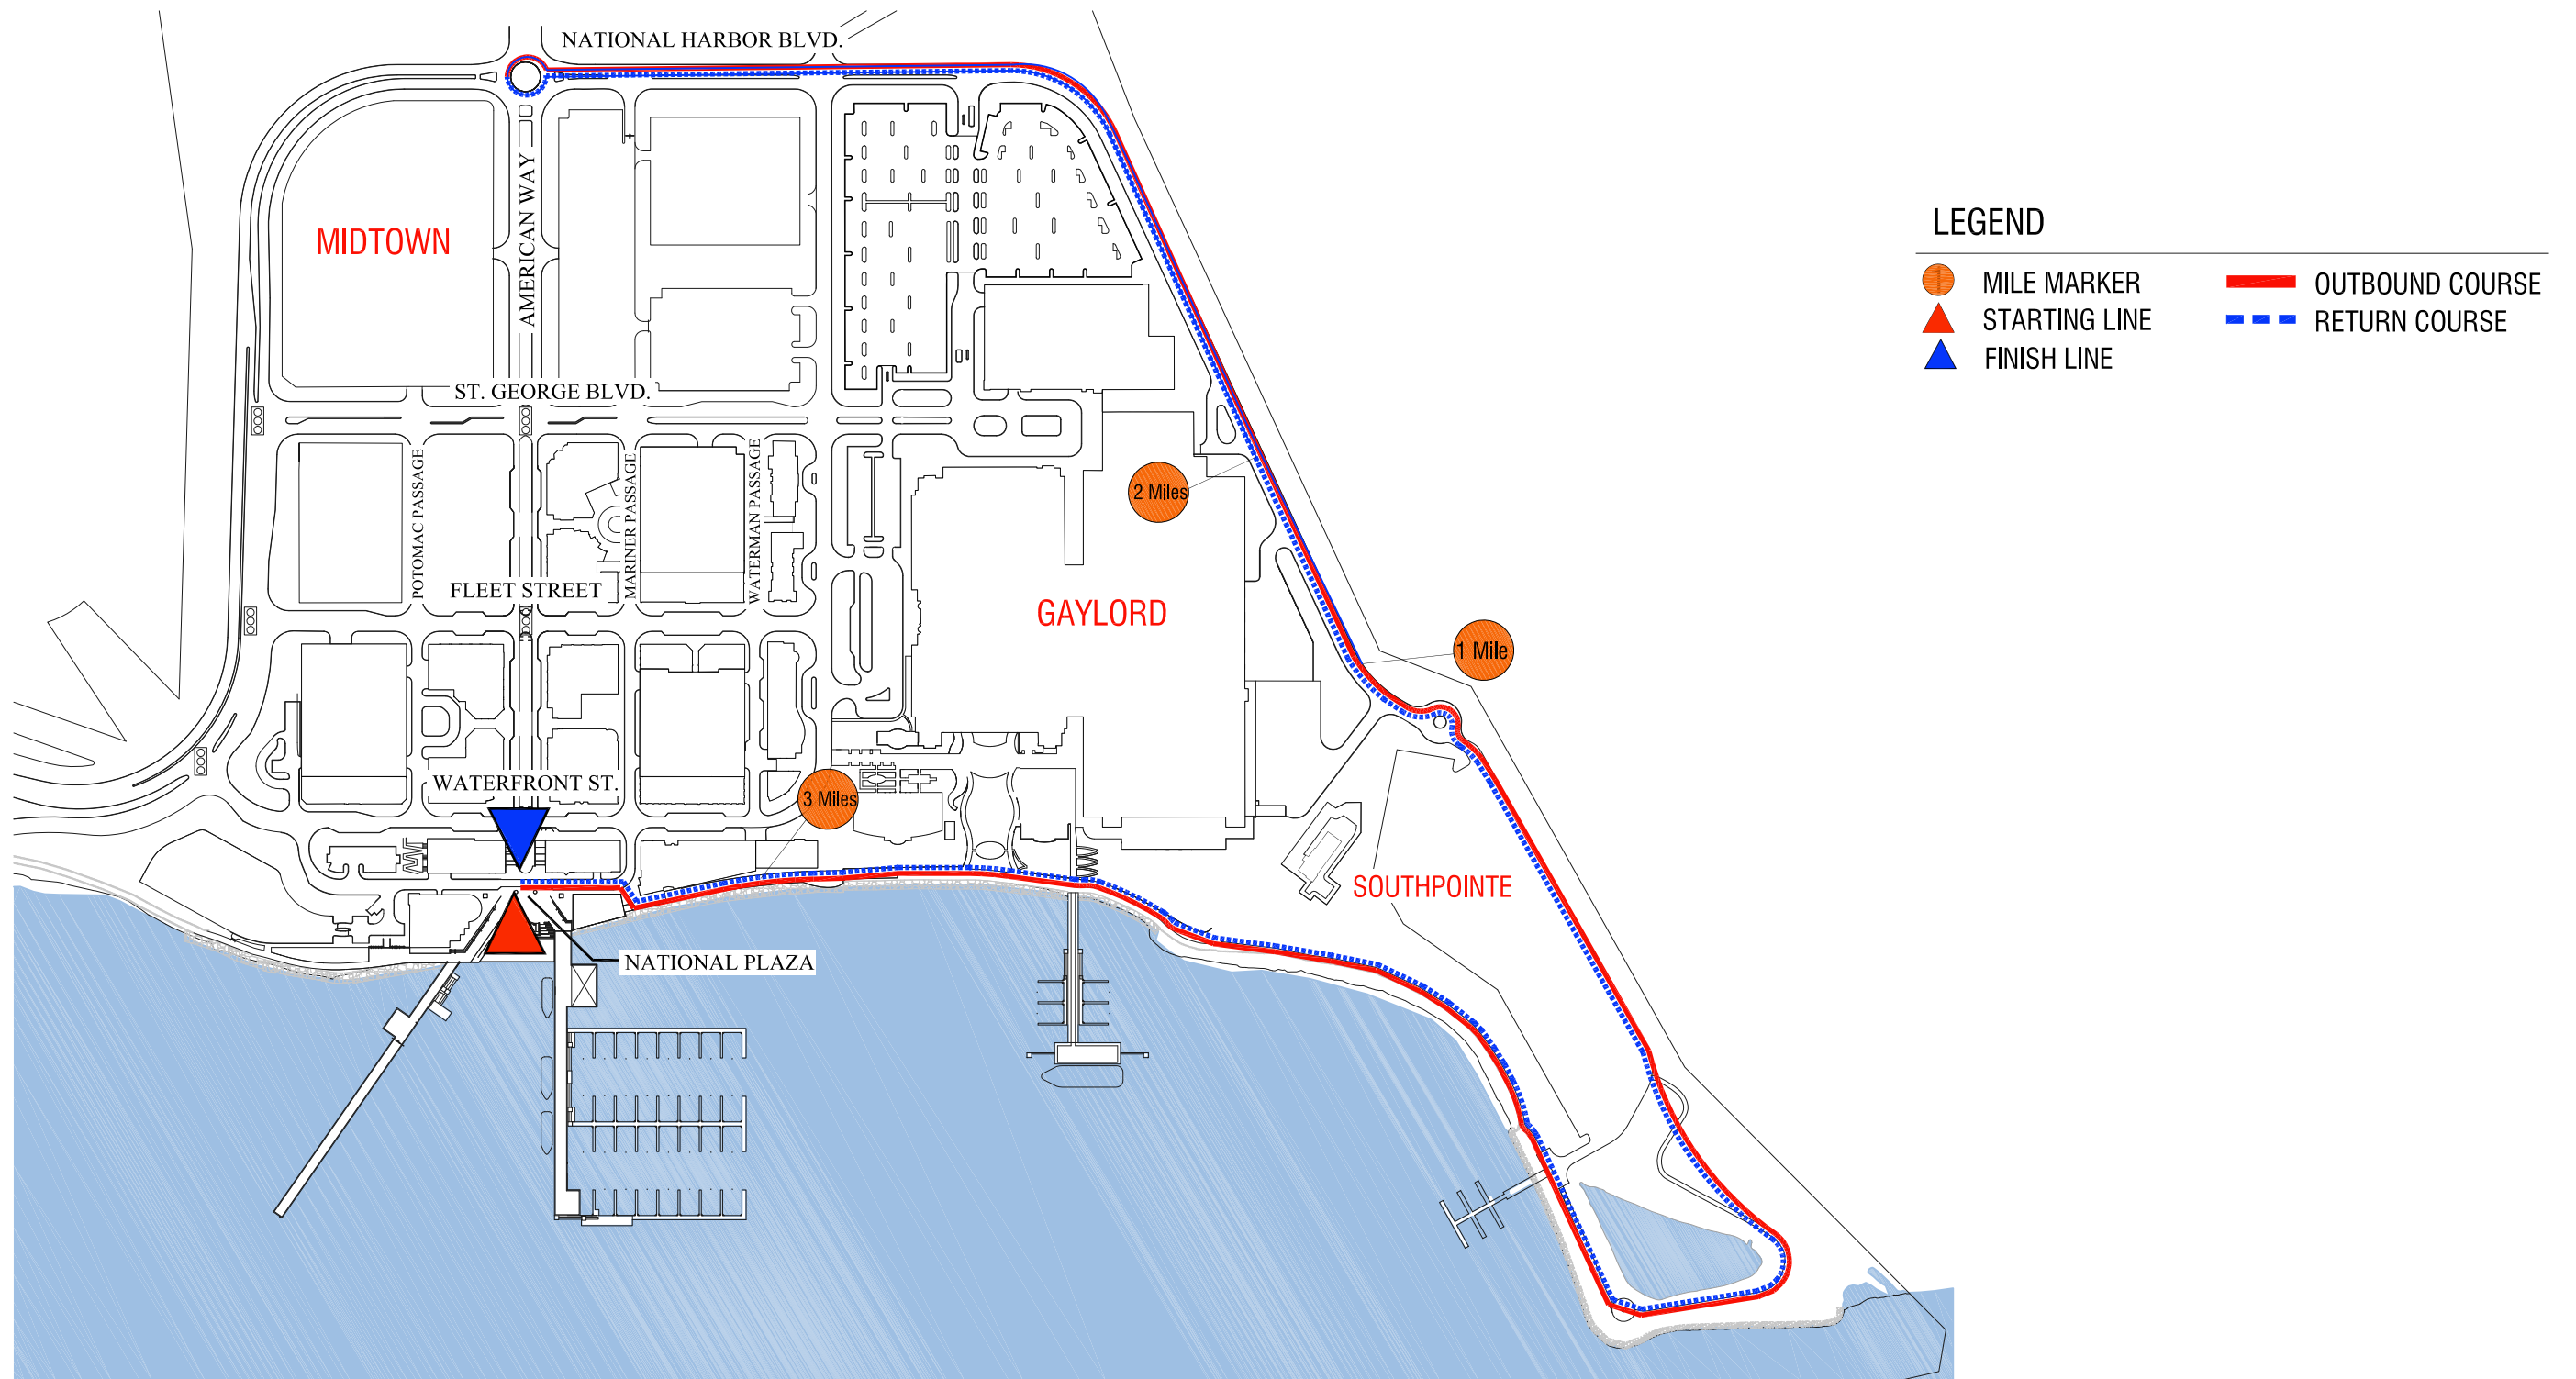 NATIONAL HARBOR BLVD.
AMERICAN WAY
MIDTOWN
LEGEND
1 MILE MARKER
OUTBOUND COURSE
STARTING LINE
RETURN COURSE
FINISH LINE
ST. GEORGE BLVD.
POTOMAC PASSAGE
MARINER PASSAGE
WATERMAN PASSAGE
2 Miles
FLEET STREET
GAYLORD
1 Mile
WATERFRONT ST.
3 Miles
SOUTHPOINTE
NATIONAL PLAZA